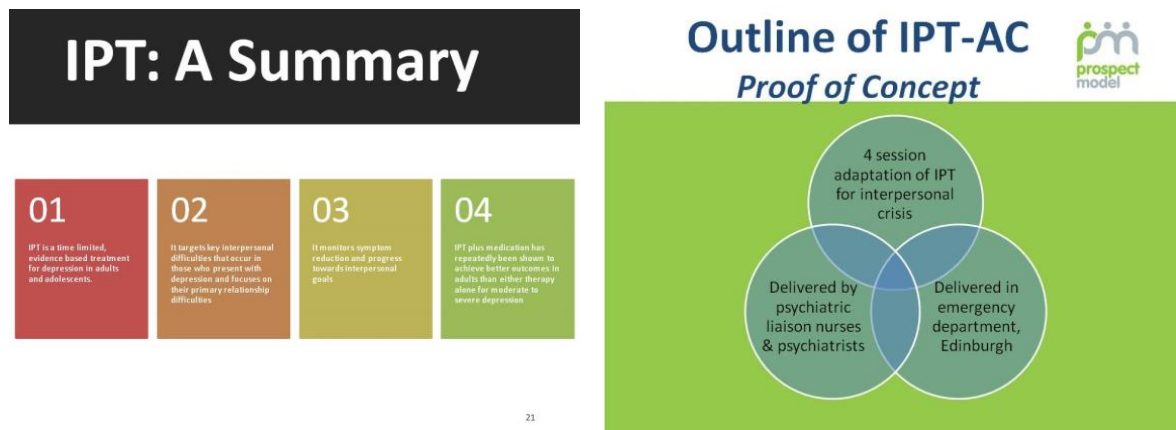 IPT: A Summary
01
IPT is a time limited,
evidence based treatment
for depression in adults
and adolescents.
02
It targets key interpersonal
difficulties that occur in
those who present with
depression and focuses on
their primary relationship
difficulties
03
It monitors symptom
reduction and progress
towards interpersonal
goals
04
IPT plus medication has
repeatedly been shown to
achieve better outcomes in
adults than either therapy
alone for moderate to
severe depression
21
Outline of IPT-AC
Proof of Concept
prospect
model
4 session
adaptation of IPT
for interpersonal
crisis
Delivered by
psychiatric
liaison nurses
& psychiatrists
Delivered in
emergency
department,
Edinburgh